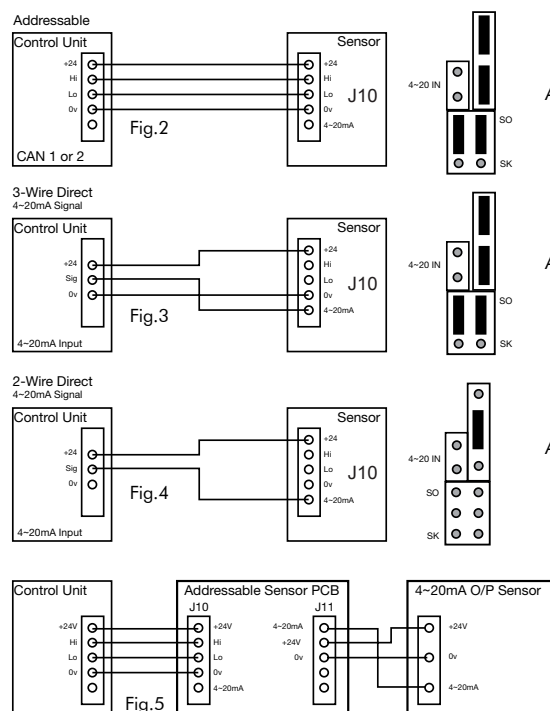 Addressable
Control Unit
+24
Hi
Lo
0v
CAN 1 or 2
Fig.2
Sensor
+24
Hi
Lo
0v
4~20mA
J10
4~20 IN
SO
SK
A
3-Wire Direct
4~20mA Signal
Control Unit
+24
Sig
0v
4~20mA Input
Fig.3
Sensor
+24
Hi
Lo
0v
4~20mA
J10
4~20 IN
SO
SK
A
2-Wire Direct
4~20mA Signal
Control Unit
+24
Sig
0v
4~20mA Input
Fig.4
Sensor
+24
Hi
Lo
0v
4~20mA
J10
4~20 IN
SO
SK
A
Control Unit
+24V
Hi
Lo
0v
Fig.5
Addressable Sensor PCB
J10
+24V
Hi
Lo
0v
4~20mA
J11
4~20mA
+24V
0v
4~20mA O/P Sensor
+24V
0v
4~20mA